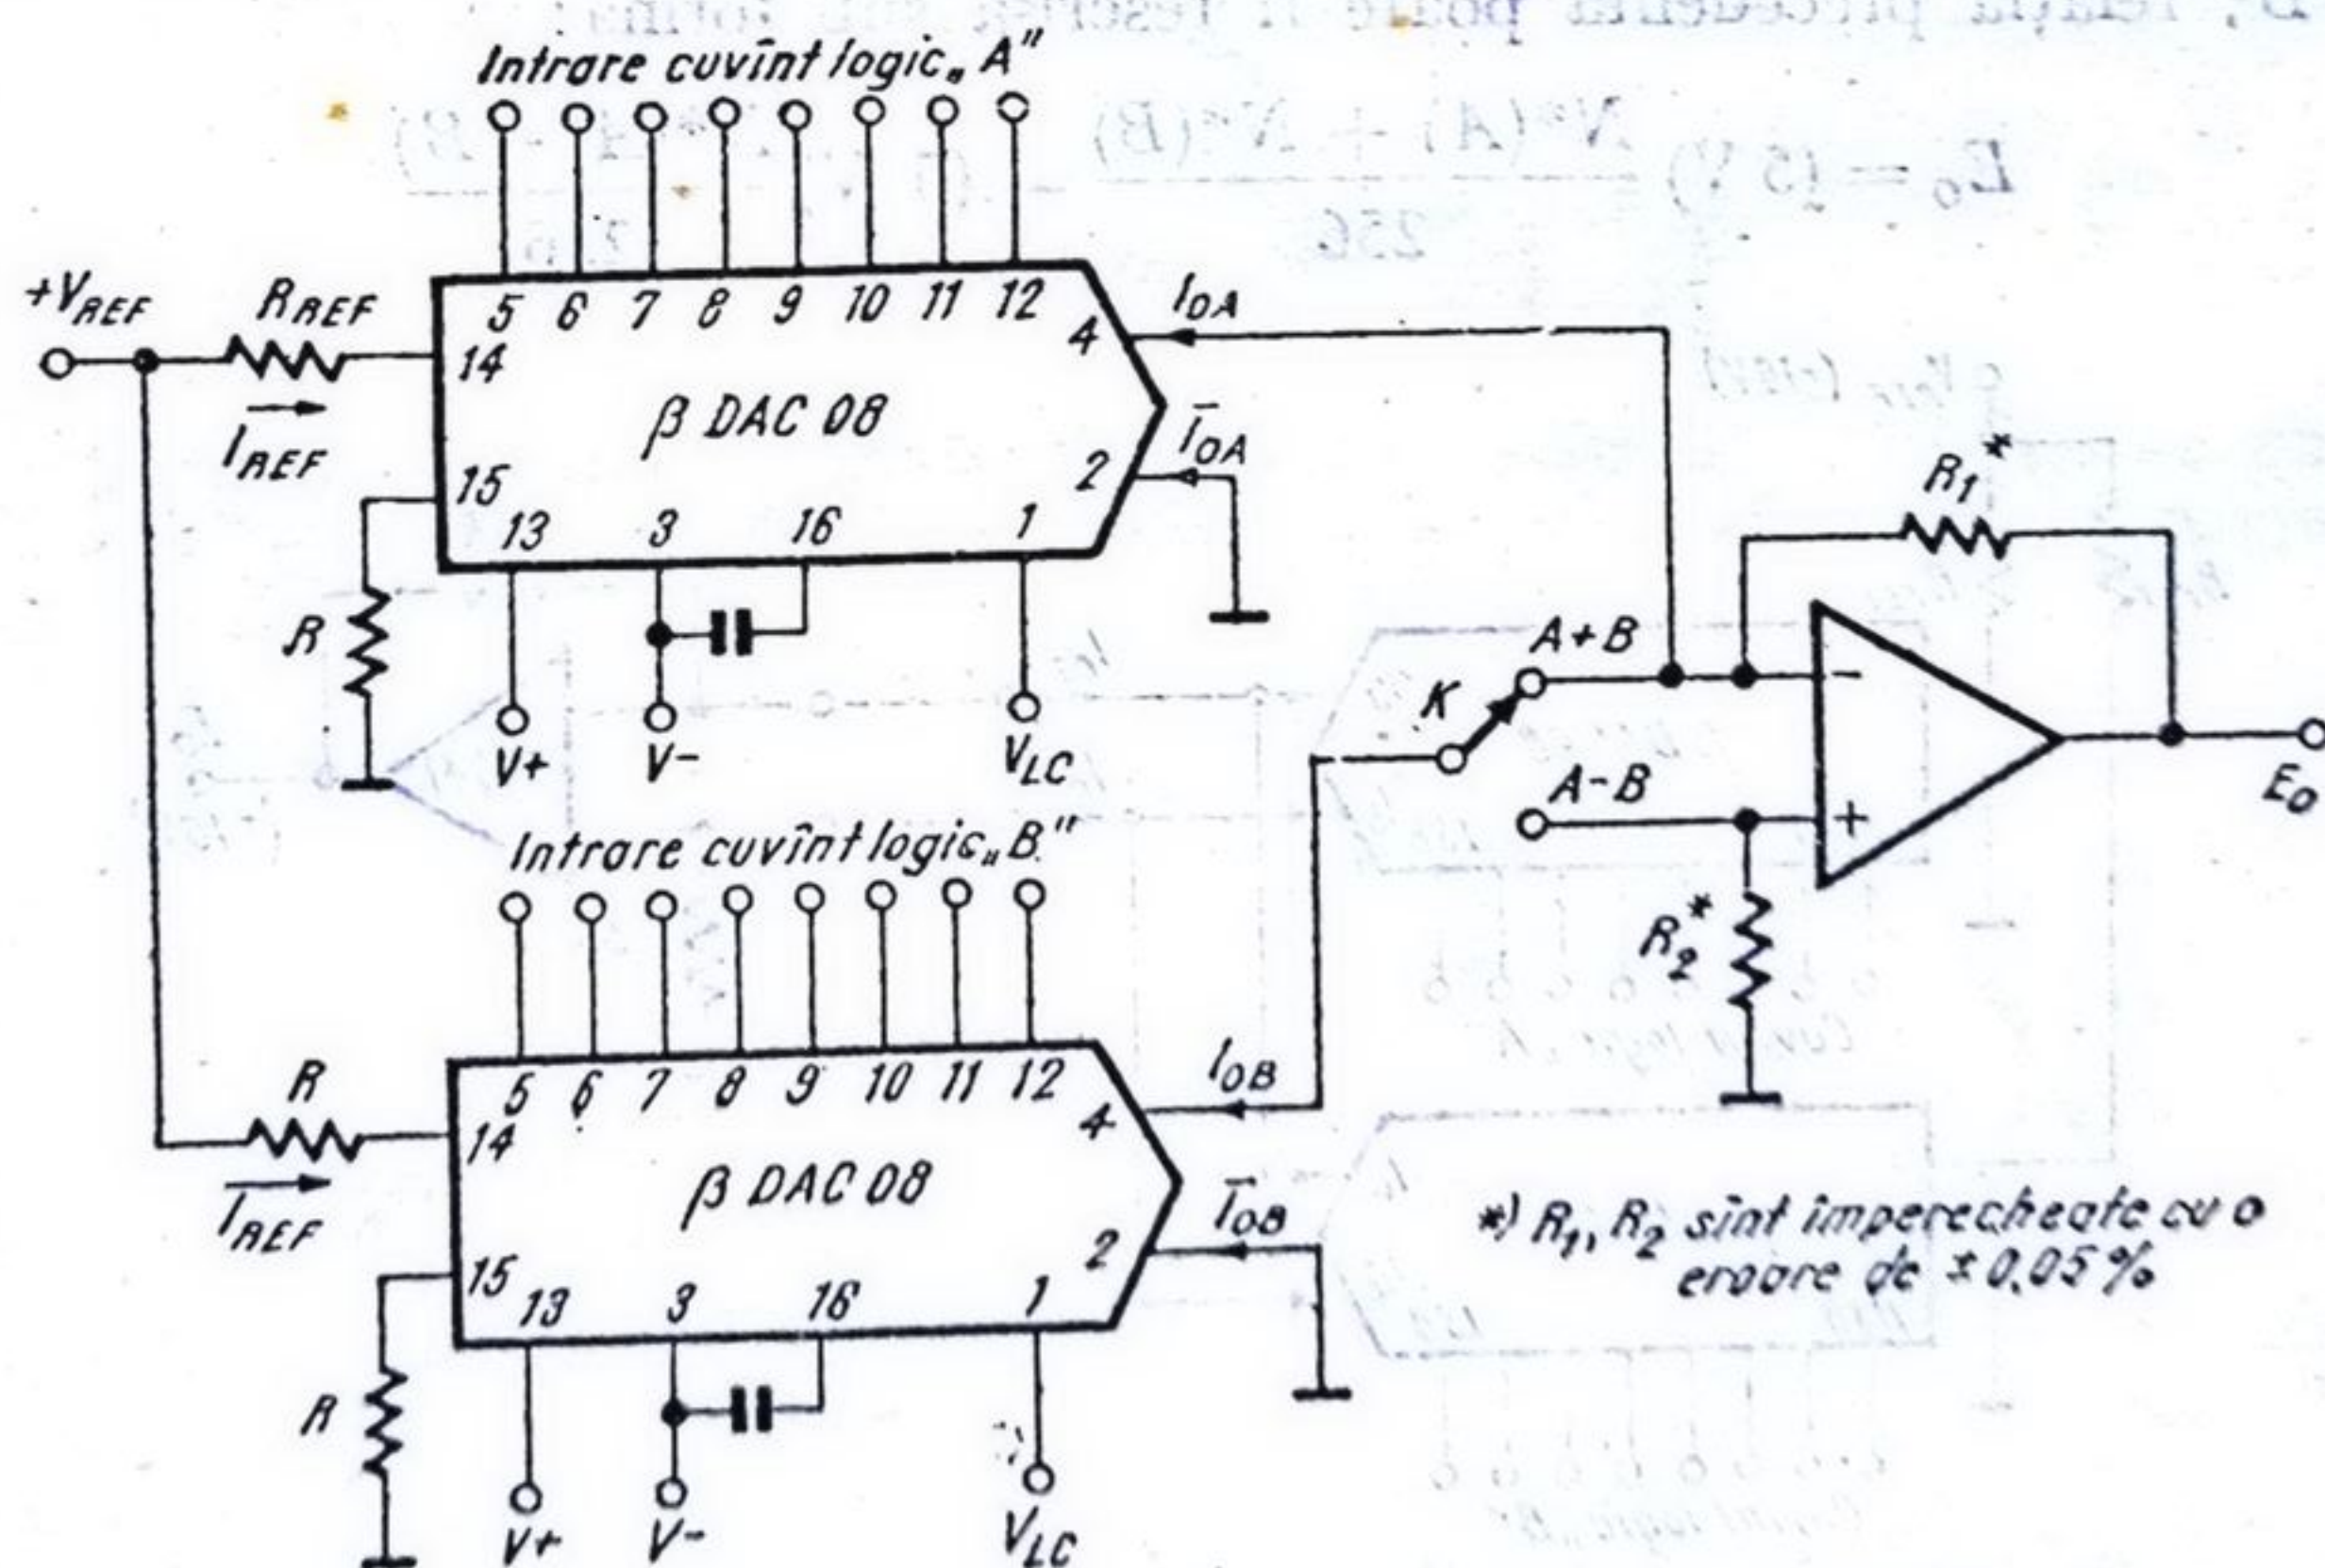 Intrare cuvînt logic „A"
+V_REF
R_REF
I_REF
5 6 7 8 9 10 11 12
14
4
I_OA
β DAC 08
Ī_OA
15
2
13 3 16 1
R
V+
V-
V_LC
R_1*
A+B
K
-
A-B
+
E_O
R_2*
Intrare cuvînt logic „B"
R
I_REF
5 6 7 8 9 10 11 12
14
4
I_OB
β DAC 08
Ī_OB
15
2
13 3 16 1
R
V+
V-
V_LC
*) R_1, R_2 sînt împerecheate cu o
eroare de ±0,05 %